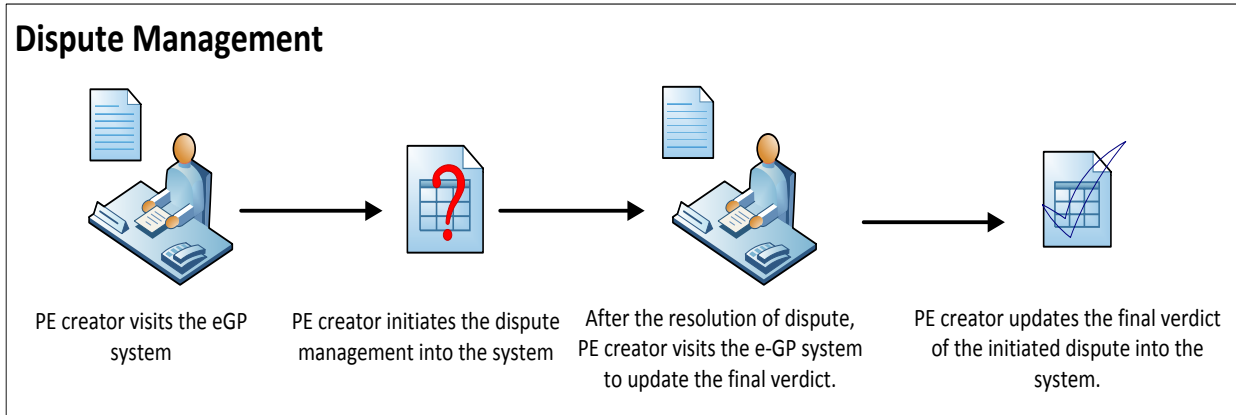 Dispute Management
PE creator visits the eGP
system
PE creator initiates the dispute
management into the system
After the resolution of dispute,
PE creator visits the e-GP system
to update the final verdict.
PE creator updates the final verdict
of the initiated dispute into the
system.